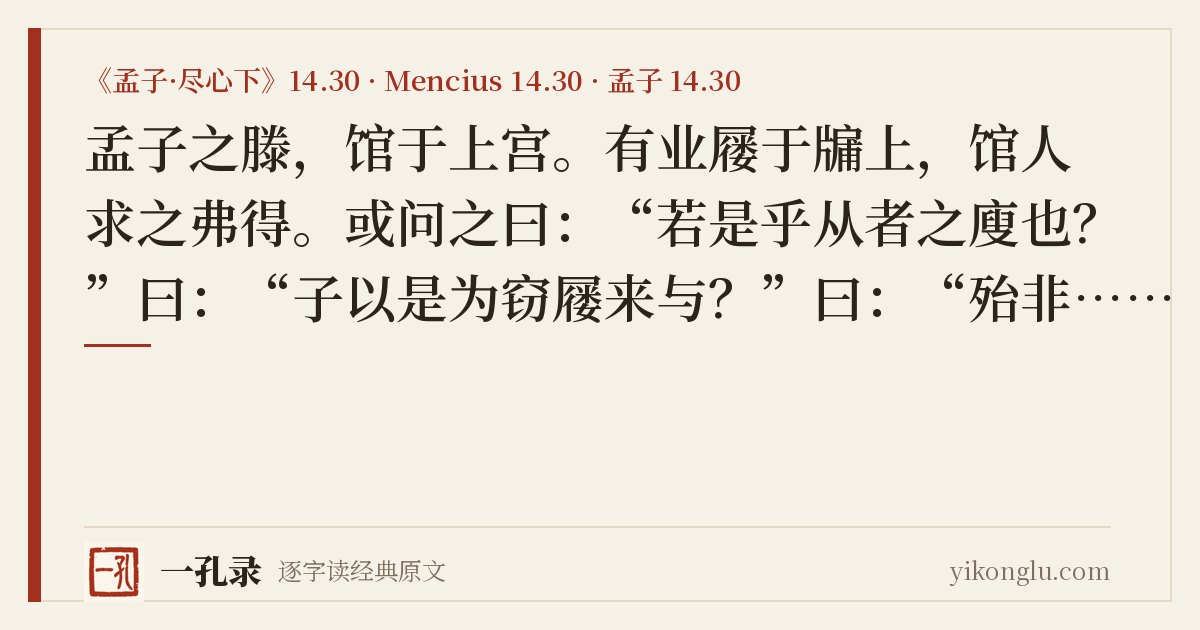 《孟子·尽心下》14.30 · Mencius 14.30 · 孟子 14.30
孟子之滕，馆于上宫。有业屦于牖上，馆人
求之弗得。或问之曰：“若是乎从者之廋也？
”曰：“子以是为窃屦来与？”曰：“殆非……
一孔
一孔录 逐字读经典原文 yikonglu.com